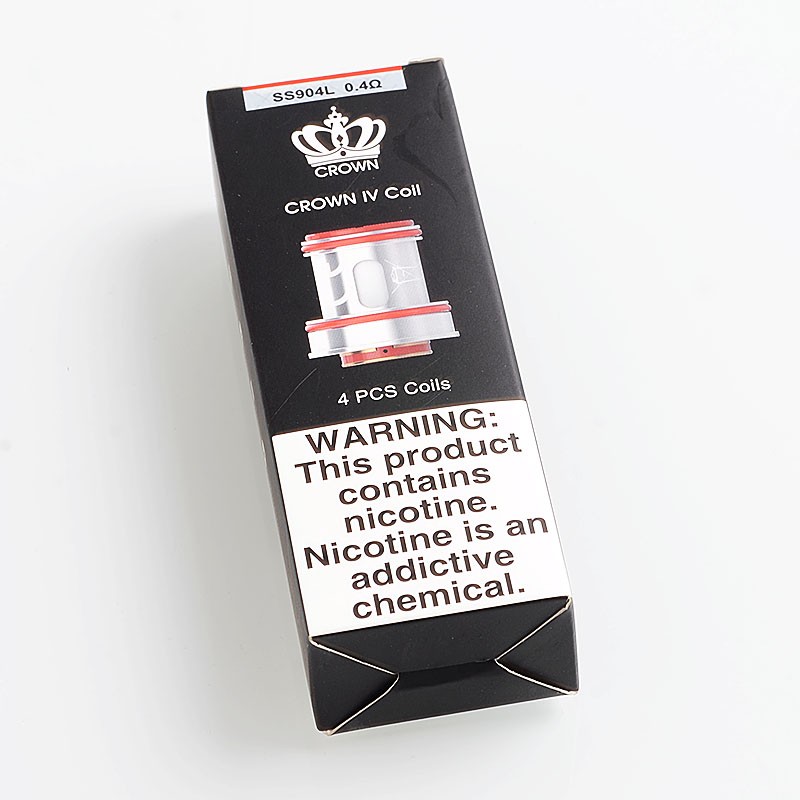 SS904L 0.4Ω
CROWN
CROWN IV Coil
4 PCS Coils
WARNING:
This product
contains
nicotine.
Nicotine is an
addictive
chemical.